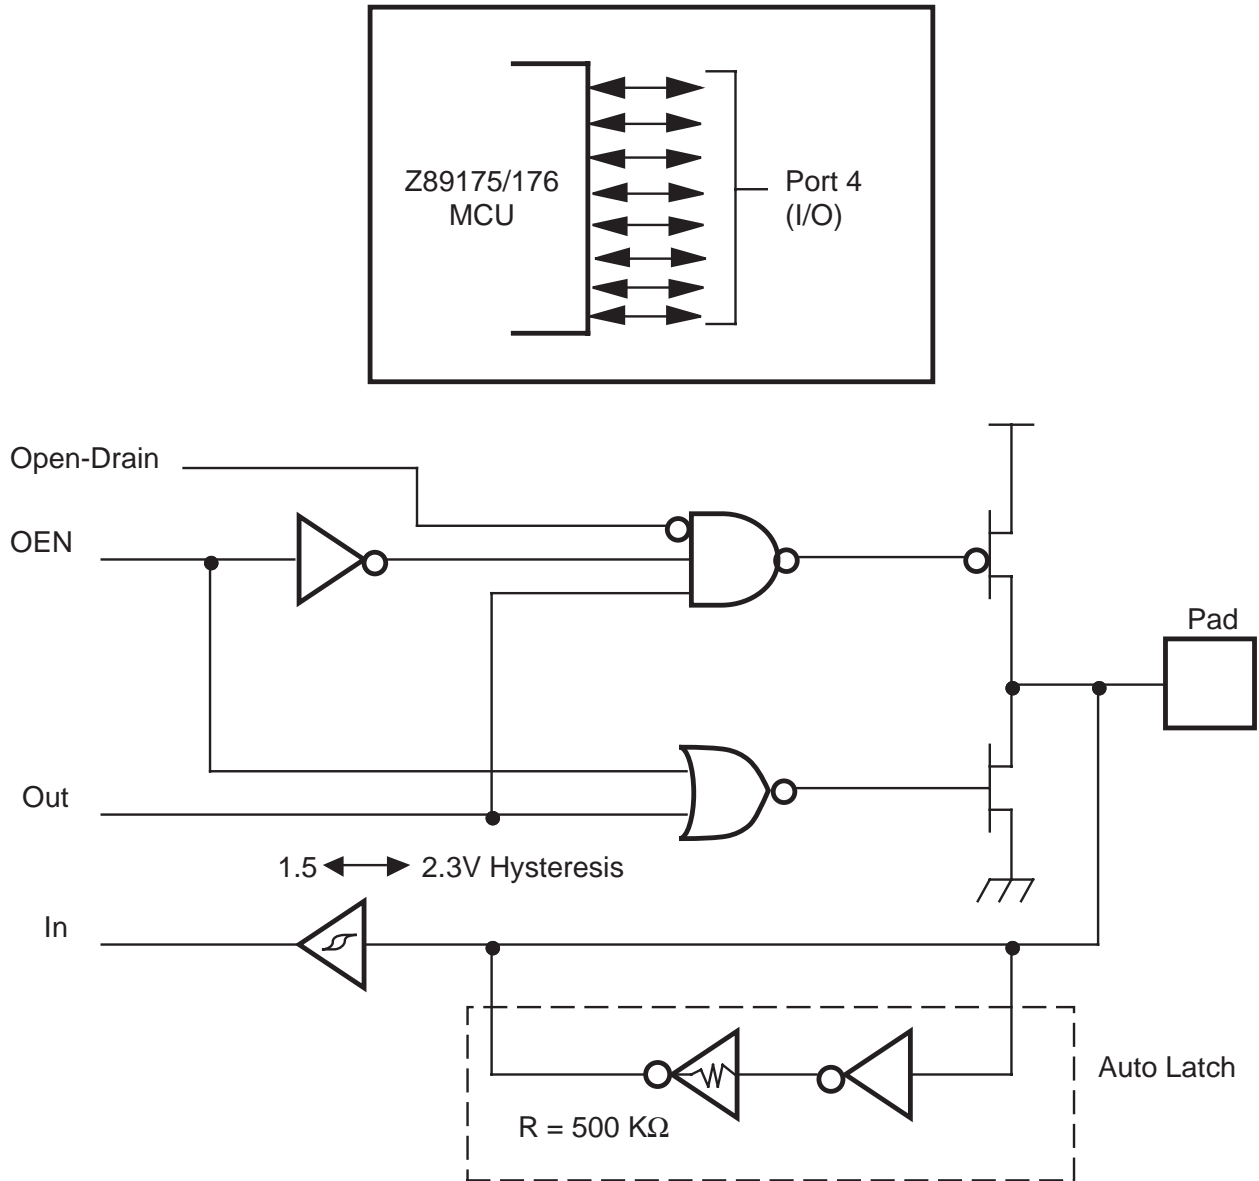 Z89175/176
MCU
Port 4
(I/O)
Open-Drain
OEN
Pad
Out
1.5 2.3V Hysteresis
In
Auto Latch
R = 500 KΩ